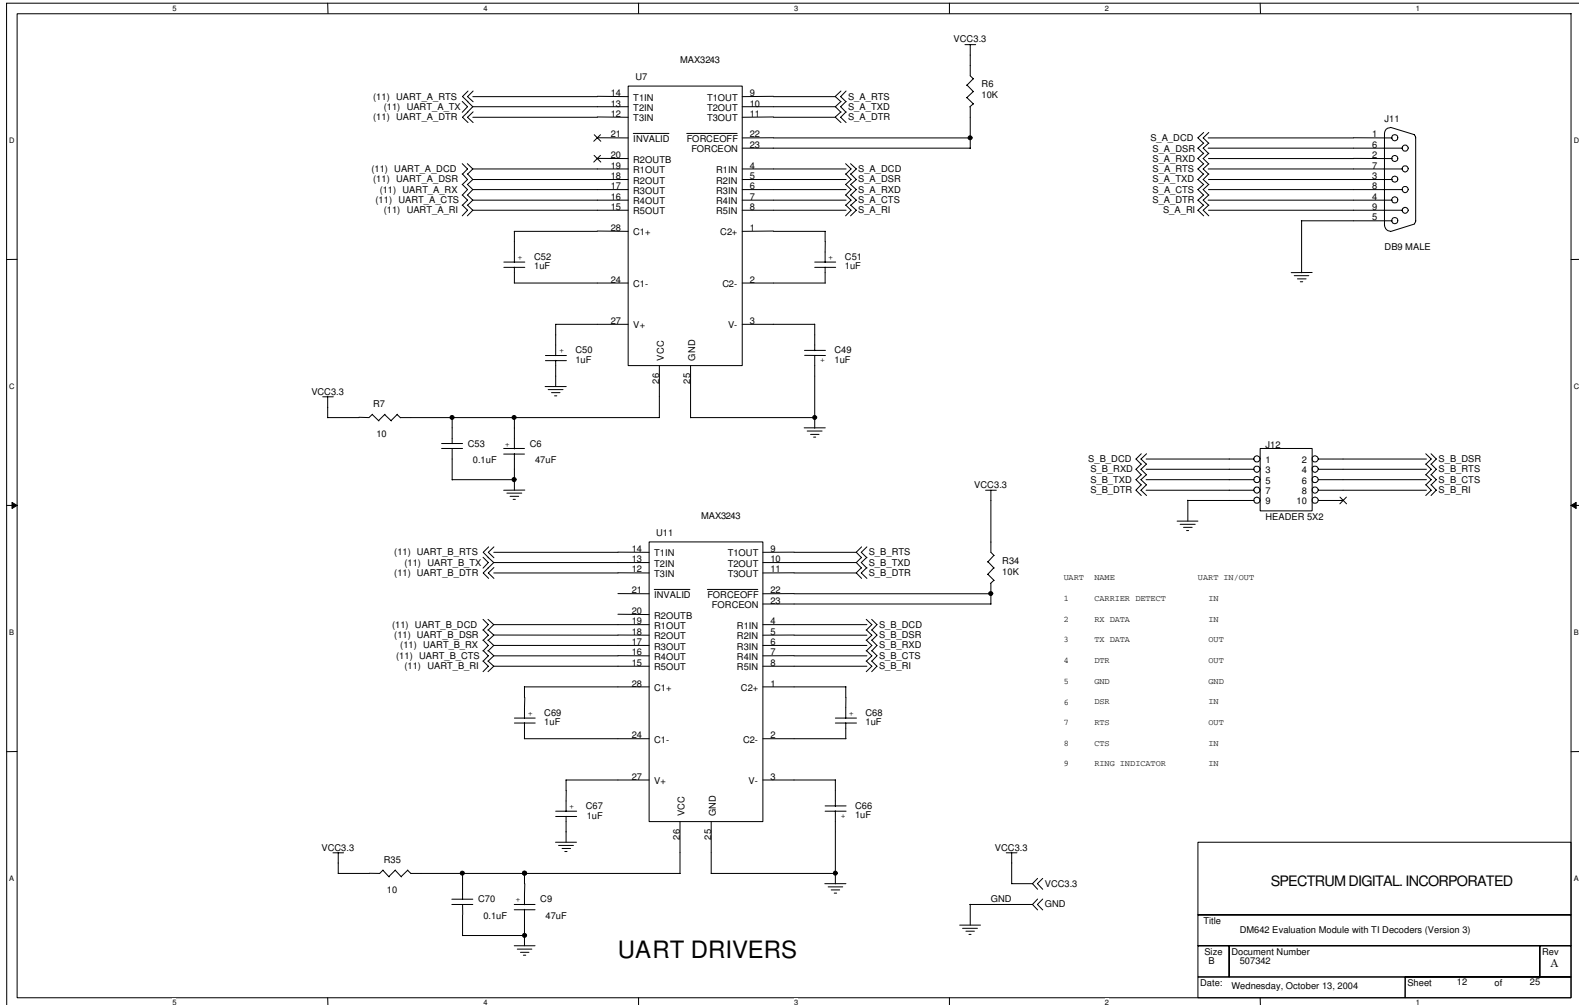 5 4 3 2 1
D D
C C
B B
A A
MAX3243
U7
(11) UART_A_RTS 14 T1IN T1OUT 9 S_A_RTS
(11) UART_A_TX 13 T2IN T2OUT 10 S_A_TXD
(11) UART_A_DTR 12 T3IN T3OUT 11 S_A_DTR
21 INVALID FORCEOFF 22
FORCEON 23
20 R2OUTB
(11) UART_A_DCD 19 R1OUT R1IN 4 S_A_DCD
(11) UART_A_DSR 18 R2OUT R2IN 5 S_A_DSR
(11) UART_A_RX 17 R3OUT R3IN 6 S_A_RXD
(11) UART_A_CTS 16 R4OUT R4IN 7 S_A_CTS
(11) UART_A_RI 15 R5OUT R5IN 8 S_A_RI
28 C1+ C2+ 1
C52
1uF
C51
1uF
24 C1- C2- 2
27 V+ V- 3
C50
1uF
C49
1uF
VCC GND
26 25
VCC3.3
R6
10K
VCC3.3
R7
10
C53
0.1uF
C6
47uF
J11
S_A_DCD 1
S_A_DSR 6
S_A_RXD 2
S_A_RTS 7
S_A_TXD 3
S_A_CTS 8
S_A_DTR 4
S_A_RI 9
5
DB9 MALE
J12
S_B_DCD 1 2 S_B_DSR
S_B_RXD 3 4 S_B_RTS
S_B_TXD 5 6 S_B_CTS
S_B_DTR 7 8 S_B_RI
9 10
HEADER 5X2
MAX3243
U11
(11) UART_B_RTS 14 T1IN T1OUT 9 S_B_RTS
(11) UART_B_TX 13 T2IN T2OUT 10 S_B_TXD
(11) UART_B_DTR 12 T3IN T3OUT 11 S_B_DTR
21 INVALID FORCEOFF 22
FORCEON 23
20 R2OUTB
(11) UART_B_DCD 19 R1OUT R1IN 4 S_B_DCD
(11) UART_B_DSR 18 R2OUT R2IN 5 S_B_DSR
(11) UART_B_RX 17 R3OUT R3IN 6 S_B_RXD
(11) UART_B_CTS 16 R4OUT R4IN 7 S_B_CTS
(11) UART_B_RI 15 R5OUT R5IN 8 S_B_RI
28 C1+ C2+ 1
C69
1uF
C68
1uF
24 C1- C2- 2
27 V+ V- 3
C67
1uF
C66
1uF
VCC GND
26 25
VCC3.3
R34
10K
VCC3.3
R35
10
C70
0.1uF
C9
47uF
UART NAME UART IN/OUT
1 CARRIER DETECT IN
2 RX DATA IN
3 TX DATA OUT
4 DTR OUT
5 GND GND
6 DSR IN
7 RTS OUT
8 CTS IN
9 RING INDICATOR IN
VCC3.3
VCC3.3
GND GND
UART DRIVERS
SPECTRUM DIGITAL INCORPORATED
Title
DM642 Evaluation Module with TI Decoders (Version 3)
Size Document Number Rev
B 507342 A
Date: Wednesday, October 13, 2004 Sheet 12 of 25
5 4 3 2 1